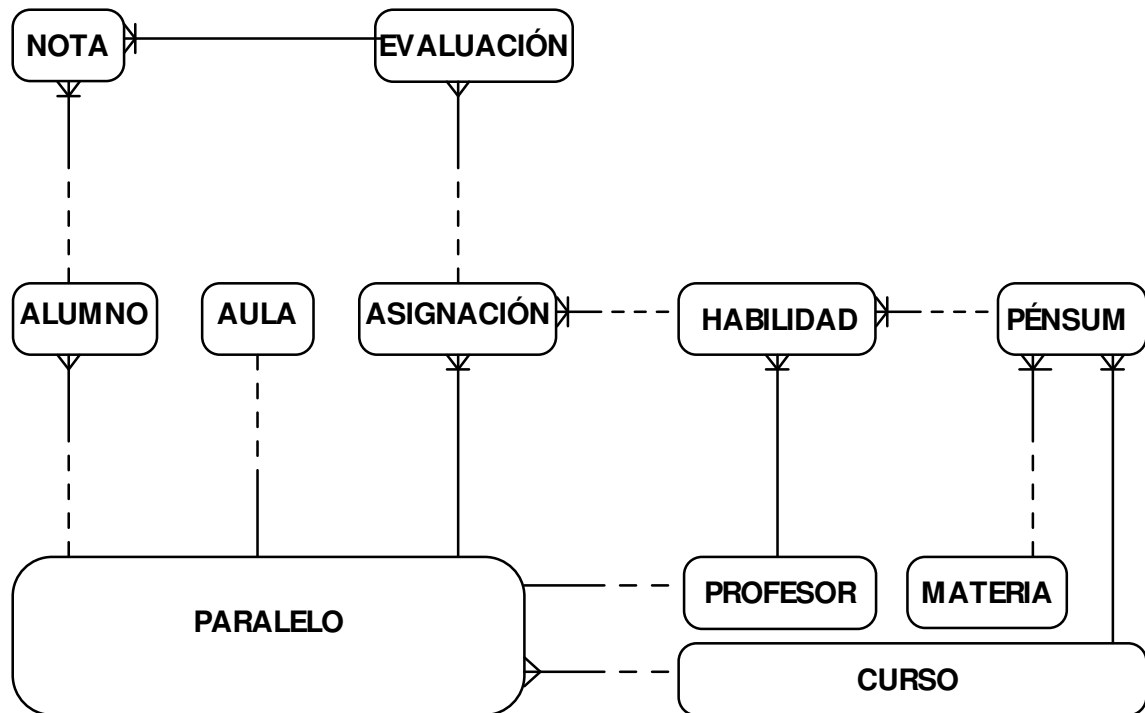 NOTA
EVALUACIÓN
ALUMNO
AULA
ASIGNACIÓN
HABILIDAD
PÉNSUM
PROFESOR
MATERIA
PARALELO
CURSO